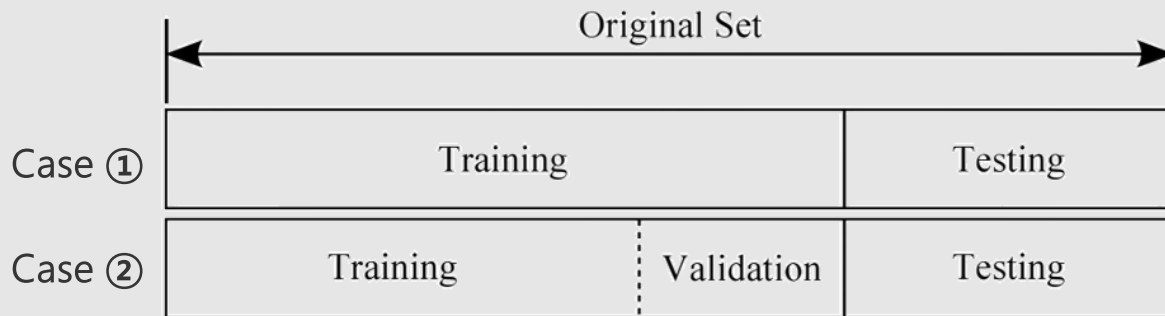 Original Set
Case ① Training Testing
Case ② Training Validation Testing